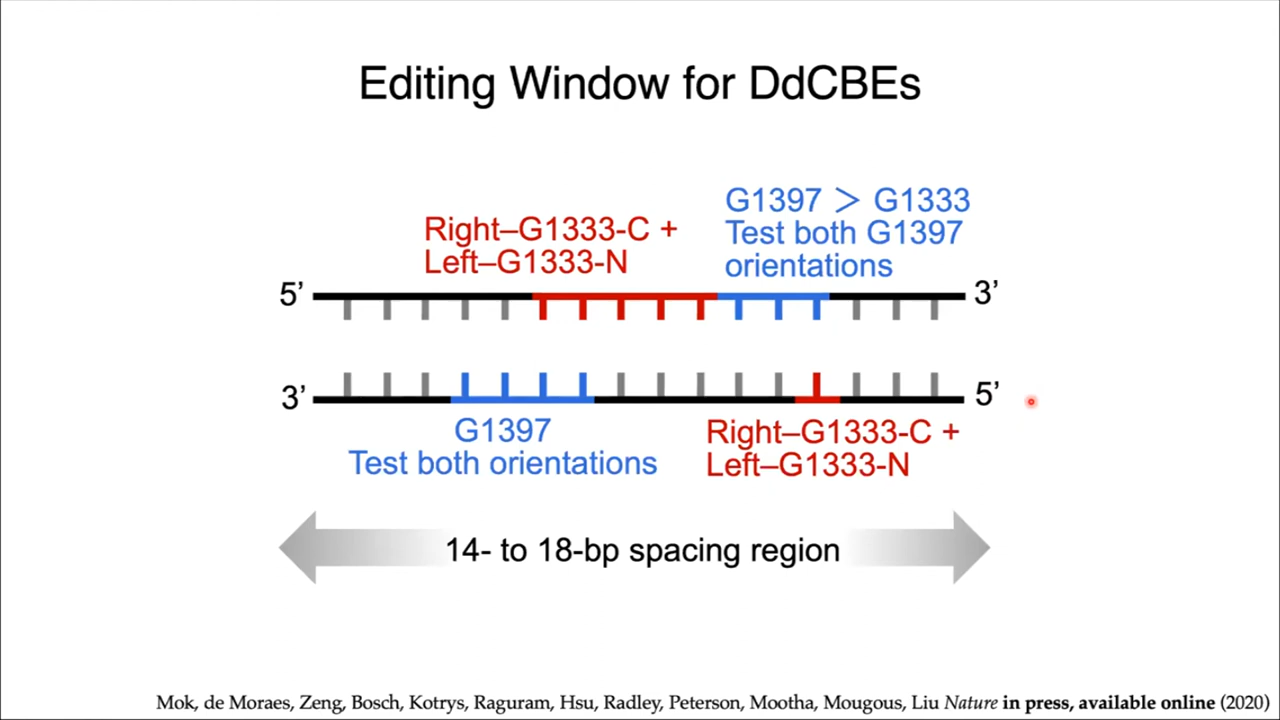 Editing Window for DdCBEs
G1397 > G1333
Right–G1333-C +
Test both G1397
Left–G1333-N
orientations
5’
3’
3’
5’
G1397
Right–G1333-C +
Test both orientations
Left–G1333-N
14- to 18-bp spacing region
Mok, de Moraes, Zeng, Bosch, Kotrys, Raguram, Hsu, Radley, Peterson, Mootha, Mougous, Liu Nature in press, available online (2020)